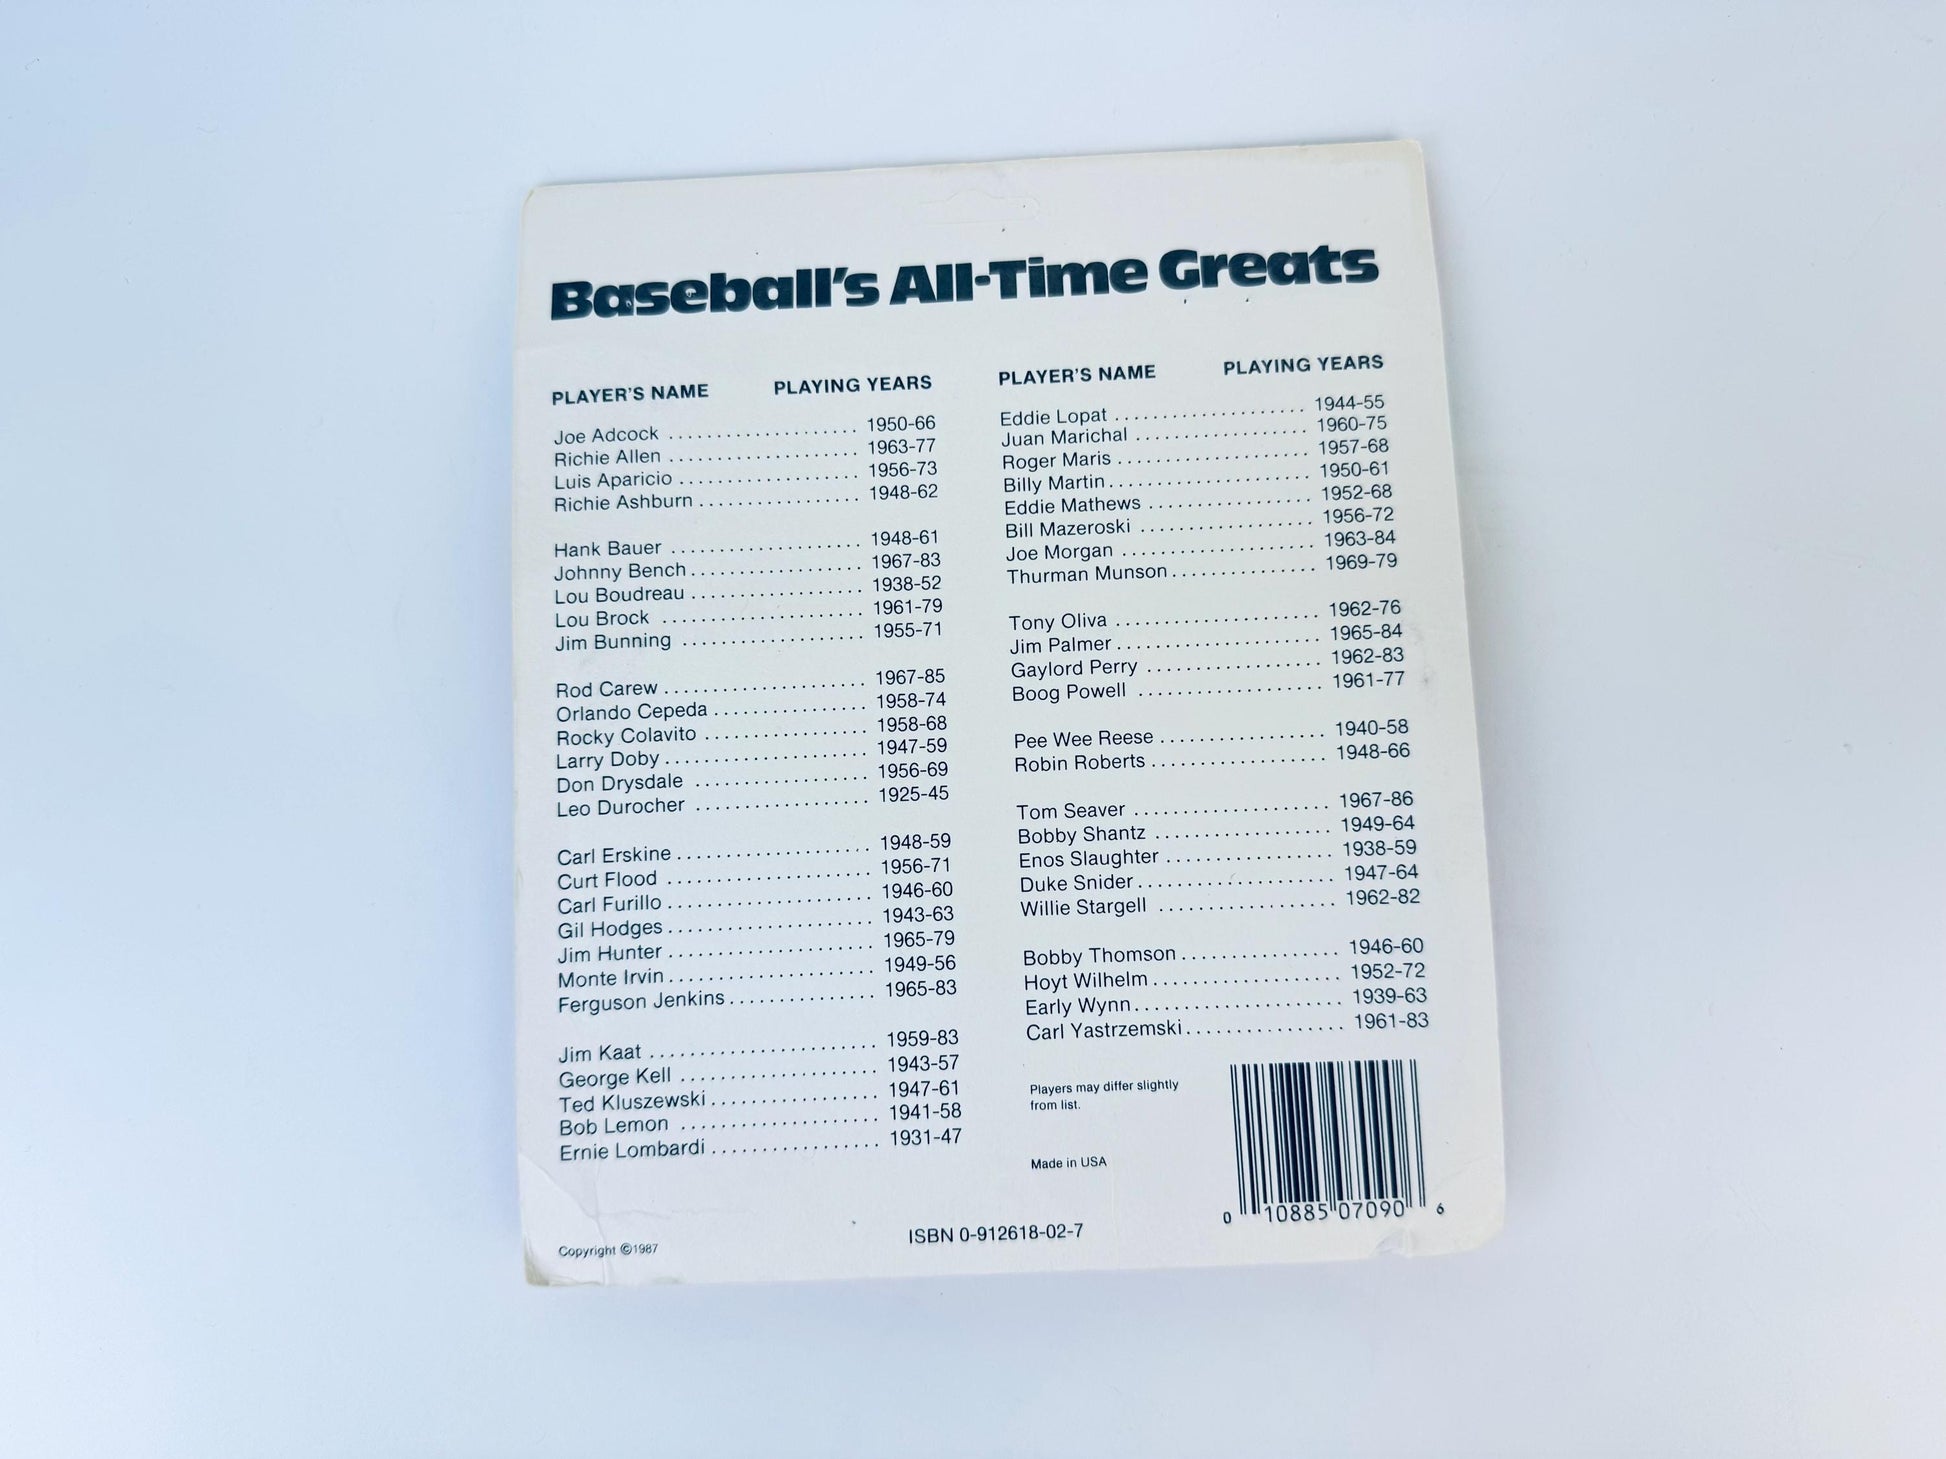 Baseball's All-Time Greats
PLAYER'S NAME PLAYING YEARS
Joe Adcock .................... 1950-66
Richie Allen .................... 1963-77
Luis Aparicio ................... 1956-73
Richie Ashburn ................. 1948-62
Hank Bauer .................... 1948-61
Johnny Bench .................. 1967-83
Lou Boudreau .................. 1938-52
Lou Brock ..................... 1961-79
Jim Bunning ................... 1955-71
Rod Carew ..................... 1967-85
Orlando Cepeda ................ 1958-74
Rocky Colavito ................. 1958-68
Larry Doby ..................... 1947-59
Don Drysdale .................. 1956-69
Leo Durocher .................. 1925-45
Carl Erskine .................... 1948-59
Curt Flood ..................... 1956-71
Carl Furillo ..................... 1946-60
Gil Hodges ..................... 1943-63
Jim Hunter ..................... 1965-79
Monte Irvin ..................... 1949-56
Ferguson Jenkins ............... 1965-83
Jim Kaat ....................... 1959-83
George Kell .................... 1943-57
Ted Kluszewski ................. 1947-61
Bob Lemon .................... 1941-58
Ernie Lombardi ................. 1931-47
PLAYER'S NAME PLAYING YEARS
Eddie Lopat .................... 1944-55
Juan Marichal .................. 1960-75
Roger Maris .................... 1957-68
Billy Martin ..................... 1950-61
Eddie Mathews ................. 1952-68
Bill Mazeroski .................. 1956-72
Joe Morgan .................... 1963-84
Thurman Munson ............... 1969-79
Tony Oliva ..................... 1962-76
Jim Palmer ..................... 1965-84
Gaylord Perry .................. 1962-83
Boog Powell ................... 1961-77
Pee Wee Reese ................. 1940-58
Robin Roberts .................. 1948-66
Tom Seaver .................... 1967-86
Bobby Shantz .................. 1949-64
Enos Slaughter ................. 1938-59
Duke Snider .................... 1947-64
Willie Stargell .................. 1962-82
Bobby Thomson ................ 1946-60
Hoyt Wilhelm ................... 1952-72
Early Wynn ..................... 1939-63
Carl Yastrzemski ................ 1961-83
Players may differ slightly
from list.
Made in USA
0 10885 07090 6
ISBN 0-912618-02-7
Copyright ©1987